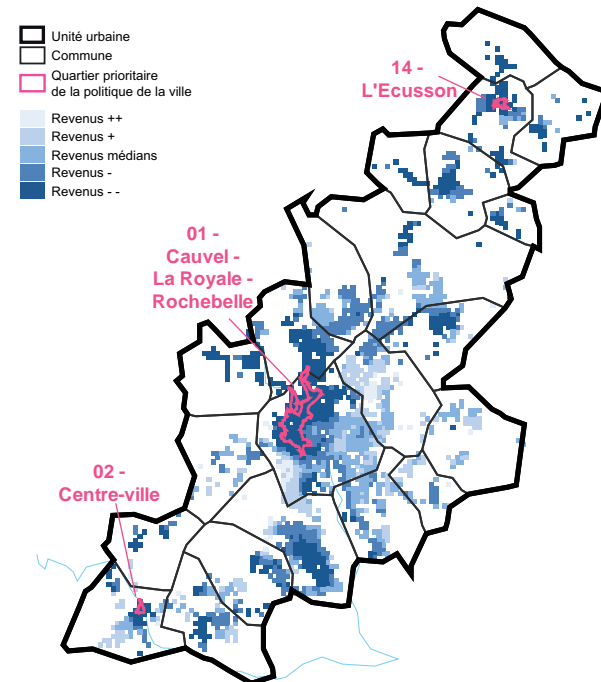 Unité urbaine
Commune
Quartier prioritaire
de la politique de la ville
Revenus ++
Revenus +
Revenus médians
Revenus -
Revenus - -
14 -
L'Ecusson
01 -
Cauvel -
La Royale -
Rochebelle
02 -
Centre-ville